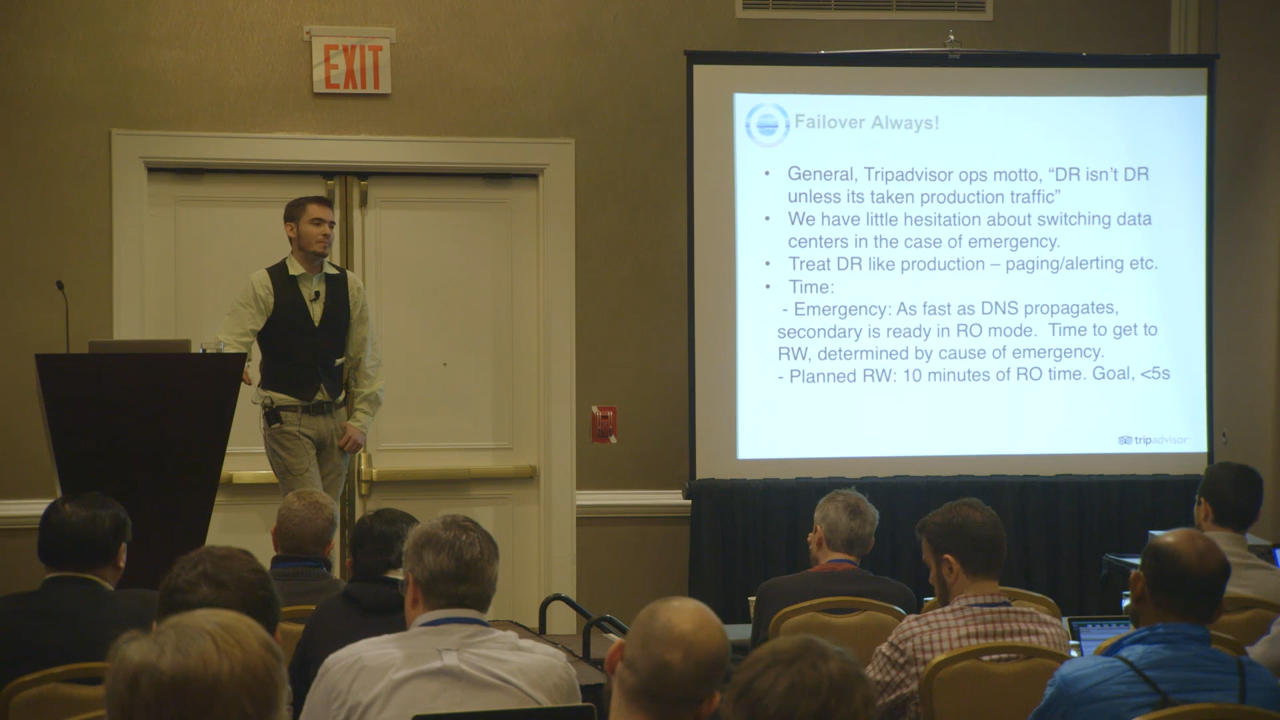 EXIT
Failover Always!
• General, Tripadvisor ops motto, “DR isn’t DR
unless its taken production traffic”
• We have little hesitation about switching data
centers in the case of emergency.
• Treat DR like production – paging/alerting etc.
• Time:
- Emergency: As fast as DNS propagates,
secondary is ready in RO mode. Time to get to
RW, determined by cause of emergency.
- Planned RW: 10 minutes of RO time. Goal, <5s
tripadvisor